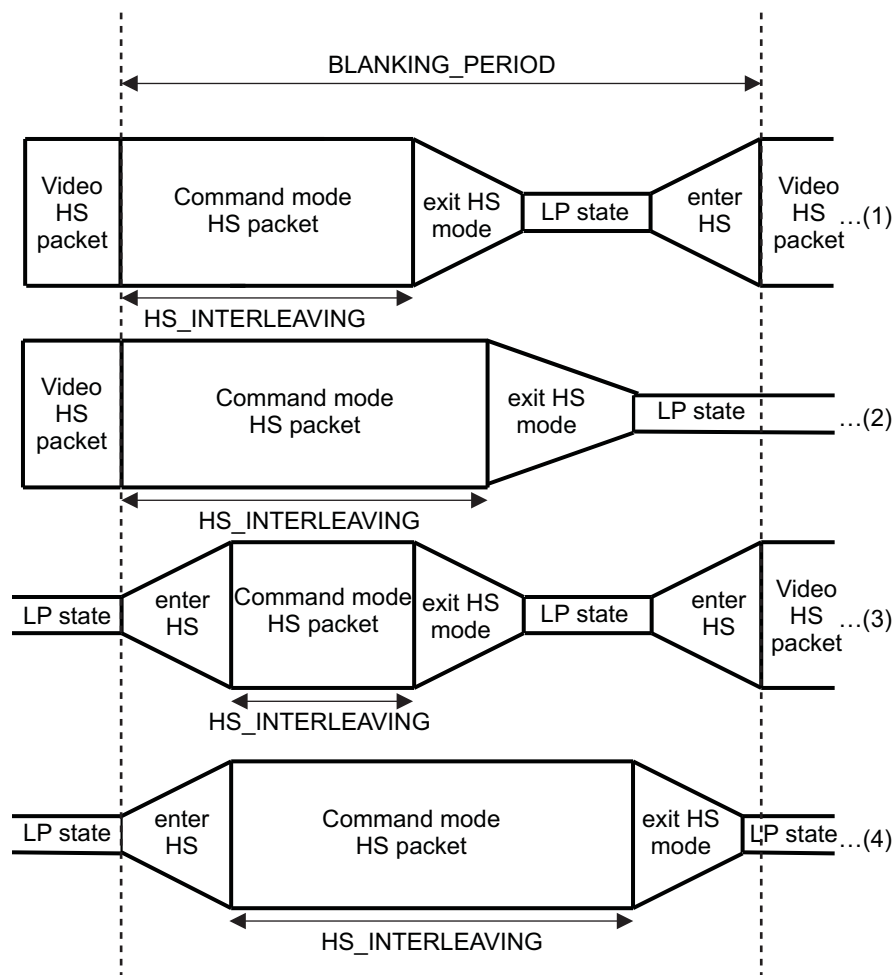 BLANKING_PERIOD
Video
HS
packet
Command mode
HS packet
exit HS
mode
LP state
enter
HS
Video
HS
packet
...(1)
HS_INTERLEAVING
Video
HS
packet
Command mode
HS packet
exit HS
mode
LP state
...(2)
HS_INTERLEAVING
LP state
enter
HS
Command mode
HS packet
exit HS
mode
LP state
enter
HS
Video
HS
packet
...(3)
HS_INTERLEAVING
LP state
enter
HS
Command mode
HS packet
exit HS
mode
LP state
...(4)
HS_INTERLEAVING